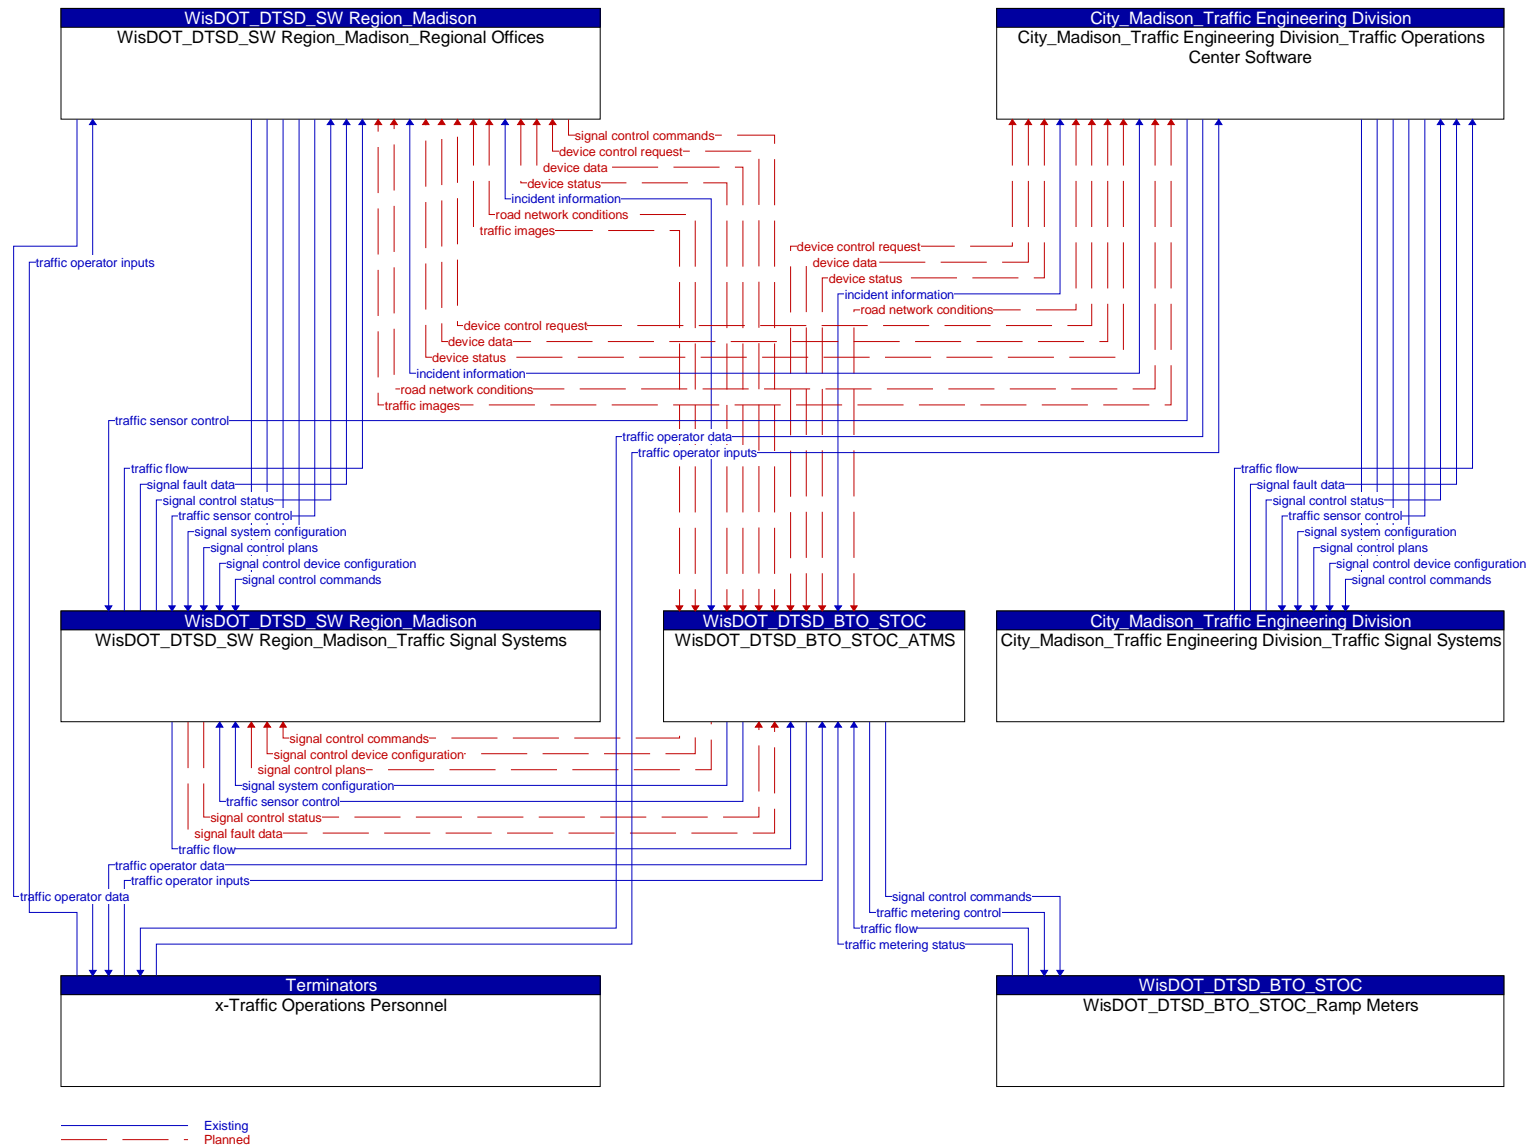 WisDOT_DTSD_SW Region_Madison
WisDOT_DTSD_SW Region_Madison_Regional Offices
City_Madison_Traffic Engineering Division
City_Madison_Traffic Engineering Division_Traffic Operations
Center Software
signal control commands
device control request
device data
device status
incident information
road network conditions
traffic images
device control request
device data
device status
incident information
road network conditions
traffic operator inputs
device control request
device data
device status
incident information
road network conditions
traffic images
traffic sensor control
traffic operator data
traffic operator inputs
traffic flow
signal fault data
signal control status
traffic sensor control
signal system configuration
signal control plans
signal control device configuration
signal control commands
traffic flow
signal fault data
signal control status
traffic sensor control
signal system configuration
signal control plans
signal control device configuration
signal control commands
WisDOT_DTSD_SW Region_Madison
WisDOT_DTSD_SW Region_Madison_Traffic Signal Systems
WisDOT_DTSD_BTO_STOC
WisDOT_DTSD_BTO_STOC_ATMS
City_Madison_Traffic Engineering Division
City_Madison_Traffic Engineering Division_Traffic Signal Systems
signal control commands
signal control device configuration
signal control plans
signal system configuration
traffic sensor control
signal control status
signal fault data
traffic flow
traffic operator data
traffic operator inputs
traffic operator data
signal control commands
traffic metering control
traffic flow
traffic metering status
Terminators
x-Traffic Operations Personnel
WisDOT_DTSD_BTO_STOC
WisDOT_DTSD_BTO_STOC_Ramp Meters
Existing
Planned